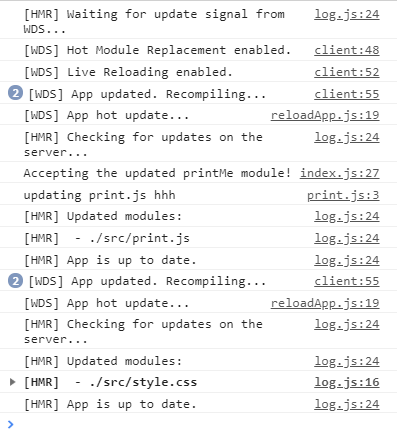 [HMR] Waiting for update signal from log.js:24
WDS...
[WDS] Hot Module Replacement enabled. client:48
[WDS] Live Reloading enabled. client:52
2 [WDS] App updated. Recompiling... client:55
[WDS] App hot update... reloadApp.js:19
[HMR] Checking for updates on the log.js:24
server...
Accepting the updated printMe module! index.js:27
updating print.js hhh print.js:3
[HMR] Updated modules: log.js:24
[HMR]  - ./src/print.js log.js:24
[HMR] App is up to date. log.js:24
2 [WDS] App updated. Recompiling... client:55
[WDS] App hot update... reloadApp.js:19
[HMR] Checking for updates on the log.js:24
server...
[HMR] Updated modules: log.js:24
[HMR]  - ./src/style.css log.js:16
[HMR] App is up to date. log.js:24